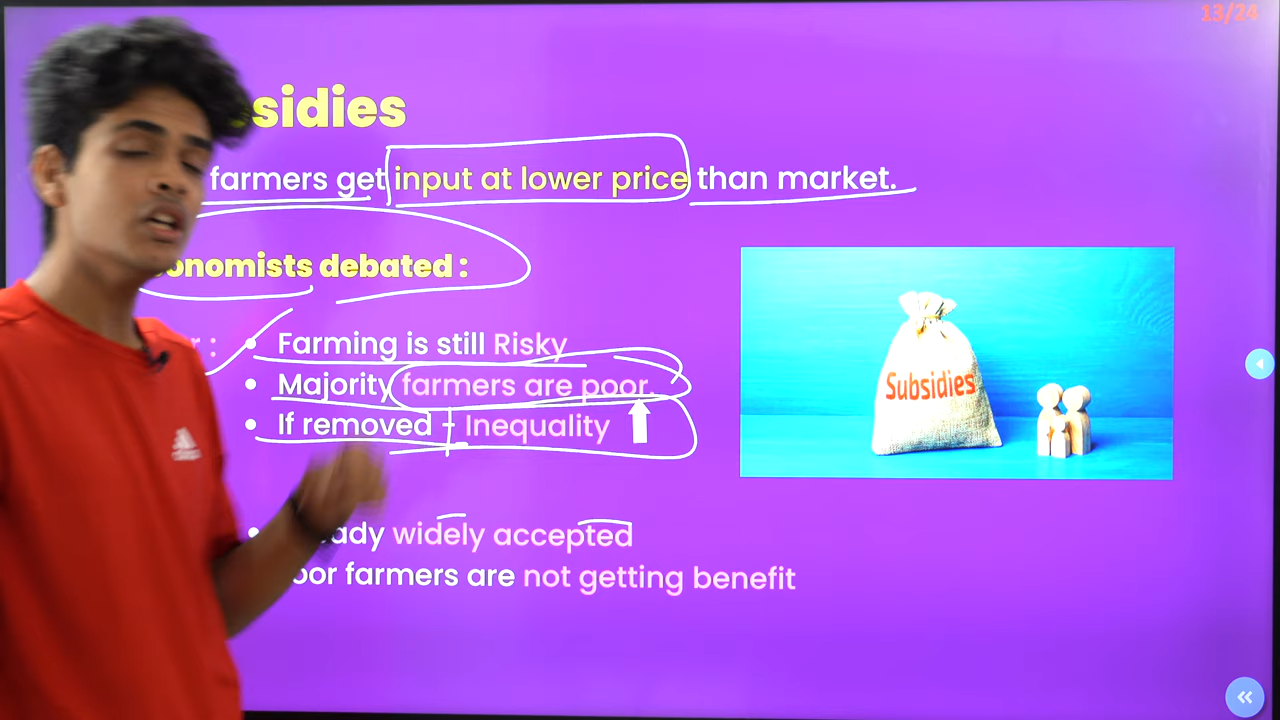 13/24
sidies
farmers get input at lower price than market.
onomists debated :
r :
• Farming is still Risky
• Majority farmers are poor.
• If removed - Inequality
Subsidies
• ady widely accepted
oor farmers are not getting benefit
adidas